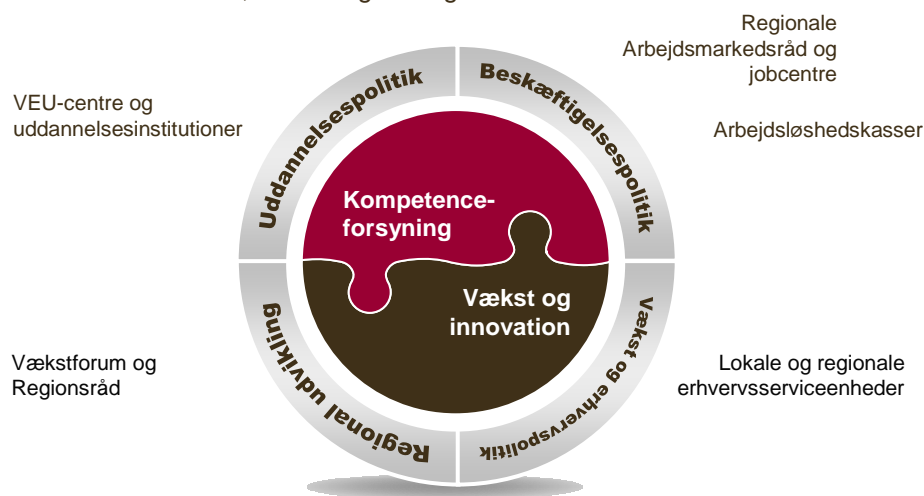 Regionale
Arbejdsmarkedsråd og
jobcentre
VEU-centre og
uddannelsesinstitutioner
Arbejdsløshedskasser
Uddannelsespolitik
Beskæftigelsespolitik
Kompetence-
forsyning
Vækst og
innovation
Vækstforum og
Regionsråd
Lokale og regionale
erhvervsserviceenheder
Regional udvikling
Vækst og erhvervspolitik